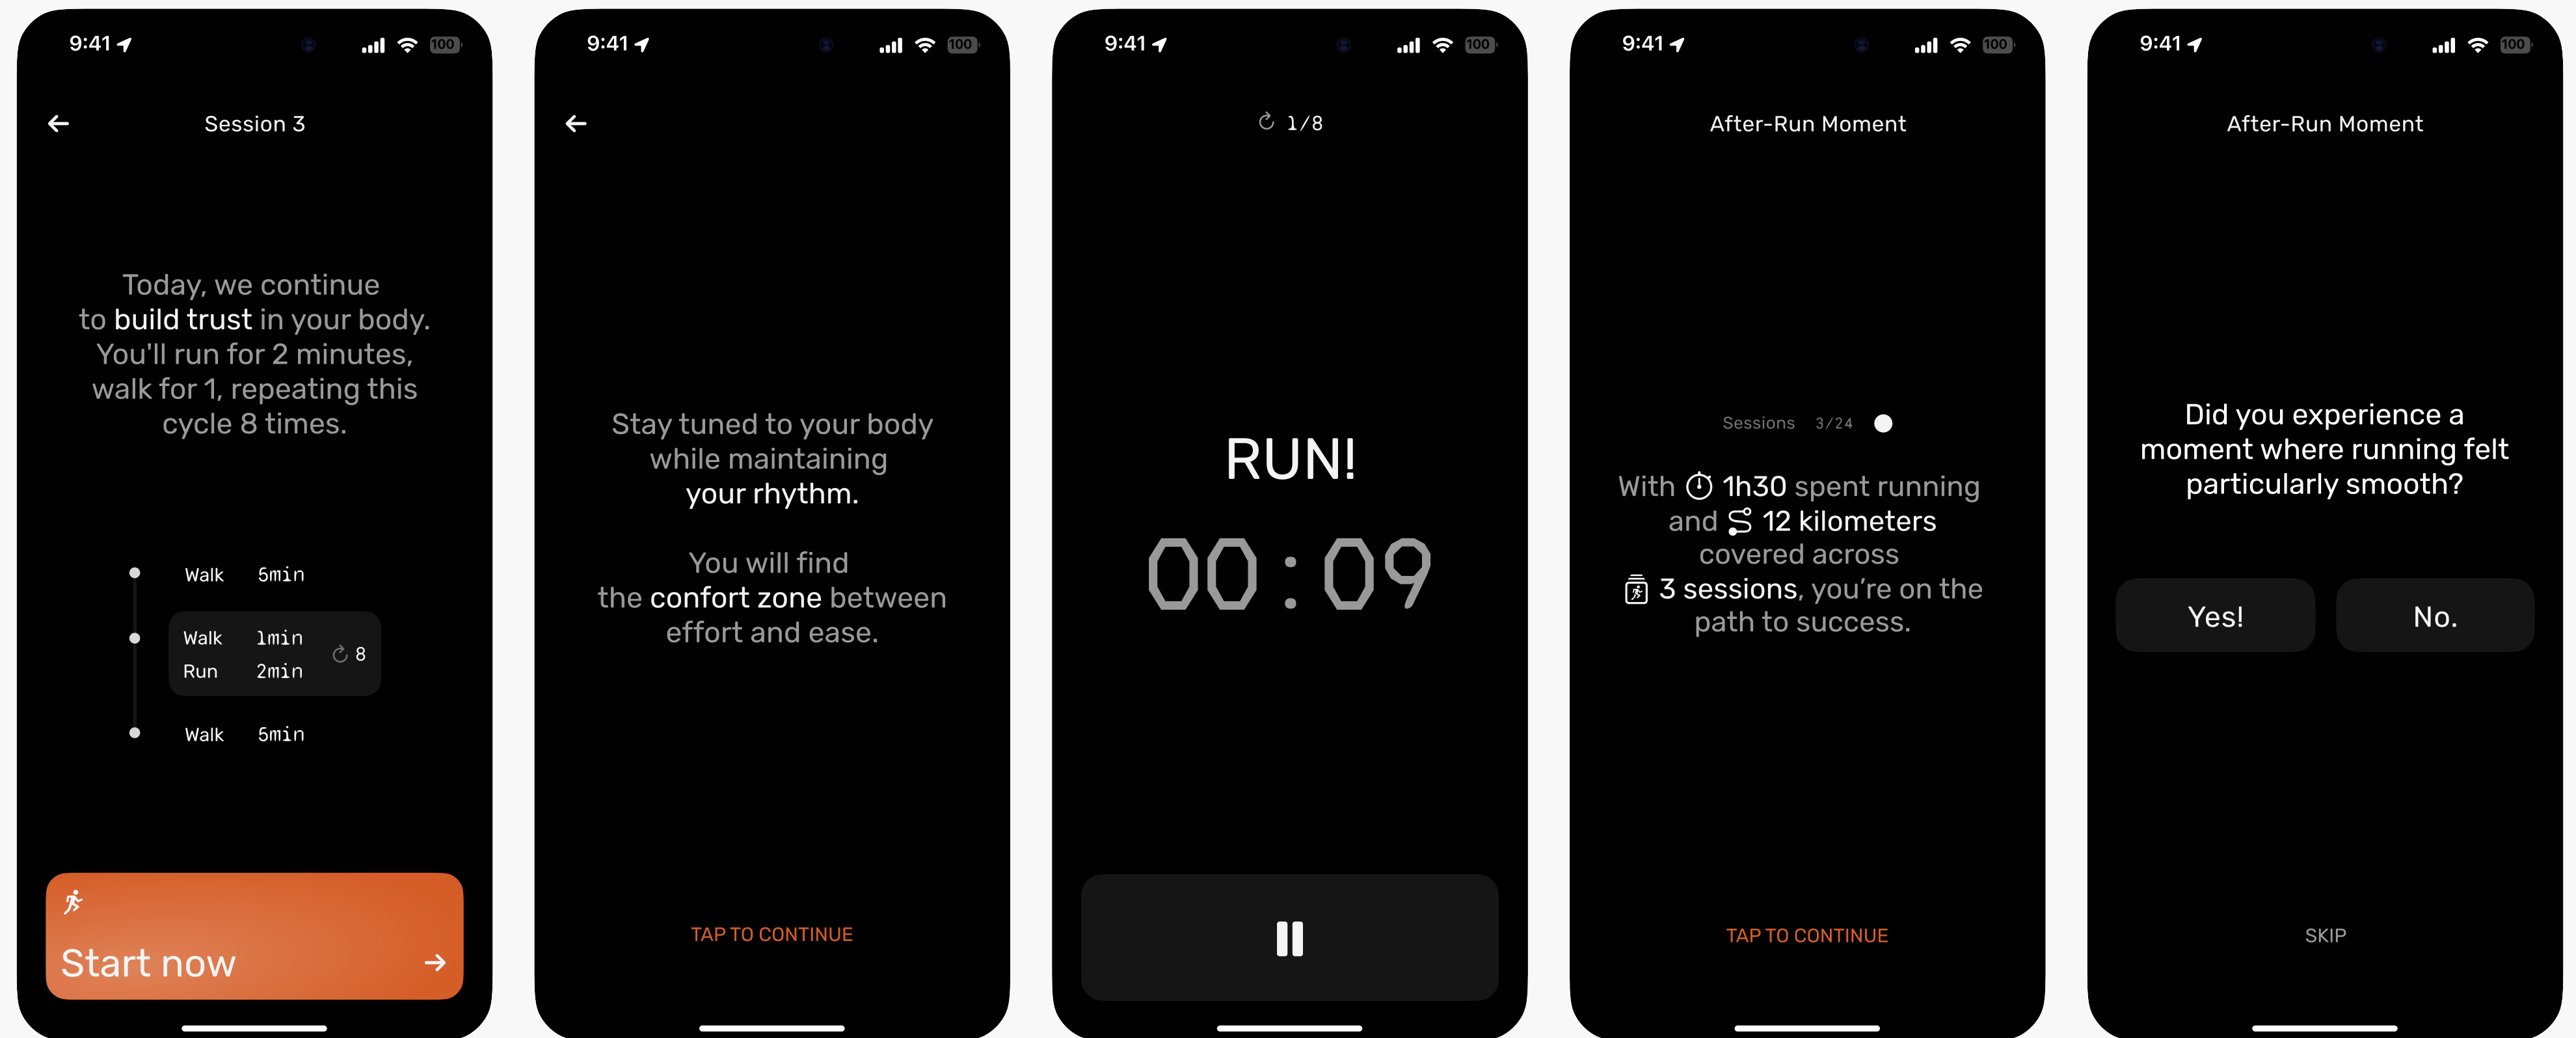 9:41
100
Session 3
Today, we continue
to build trust in your body.
You'll run for 2 minutes,
walk for 1, repeating this
cycle 8 times.
Walk 5min
Walk 1min
8
Run 2min
Walk 5min
Start now
9:41
100
Stay tuned to your body
while maintaining
your rhythm.
You will find
the confort zone between
effort and ease.
TAP TO CONTINUE
9:41
100
1/8
RUN!
00:09
9:41
100
After-Run Moment
Sessions 3/24
With 1h30 spent running
and 12 kilometers
covered across
3 sessions, you’re on the
path to success.
TAP TO CONTINUE
9:41
100
After-Run Moment
Did you experience a
moment where running felt
particularly smooth?
Yes!
No.
SKIP